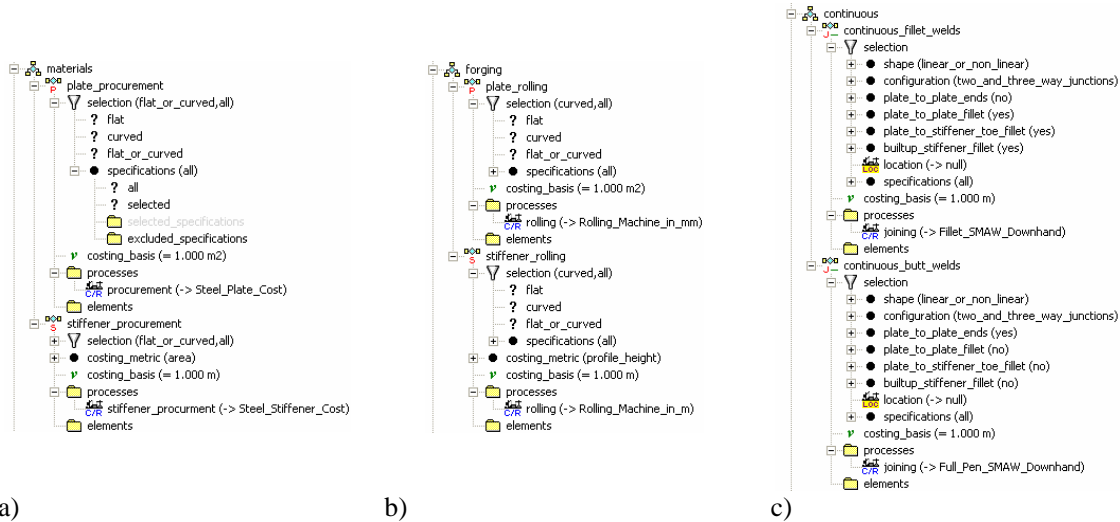 materials
plate_procurement
P
selection (flat_or_curved,all)
? flat
? curved
? flat_or_curved
specifications (all)
? all
? selected
selected_specifications
excluded_specifications
v costing_basis (= 1.000 m2)
processes
C/R procurement (-> Steel_Plate_Cost)
elements
stiffener_procurement
S
selection (flat_or_curved,all)
costing_metric (area)
v costing_basis (= 1.000 m)
processes
C/R stiffener_procurment (-> Steel_Stiffener_Cost)
elements
a)
forging
plate_rolling
P
selection (curved,all)
? flat
? curved
? flat_or_curved
specifications (all)
v costing_basis (= 1.000 m2)
processes
C/R rolling (-> Rolling_Machine_in_mm)
elements
stiffener_rolling
S
selection (curved,all)
? flat
? curved
? flat_or_curved
specifications (all)
costing_metric (profile_height)
v costing_basis (= 1.000 m)
processes
C/R rolling (-> Rolling_Machine_in_m)
elements
b)
continuous
continuous_fillet_welds
J
selection
shape (linear_or_non_linear)
configuration (two_and_three_way_junctions)
plate_to_plate_ends (no)
plate_to_plate_fillet (yes)
plate_to_stiffener_toe_fillet (yes)
builtup_stiffener_fillet (yes)
LOC location (-> null)
specifications (all)
v costing_basis (= 1.000 m)
processes
C/R joining (-> Fillet_SMAW_Downhand)
elements
continuous_butt_welds
J
selection
shape (linear_or_non_linear)
configuration (two_and_three_way_junctions)
plate_to_plate_ends (yes)
plate_to_plate_fillet (no)
plate_to_stiffener_toe_fillet (no)
builtup_stiffener_fillet (no)
LOC location (-> null)
specifications (all)
v costing_basis (= 1.000 m)
processes
C/R joining (-> Full_Pen_SMAW_Downhand)
elements
c)